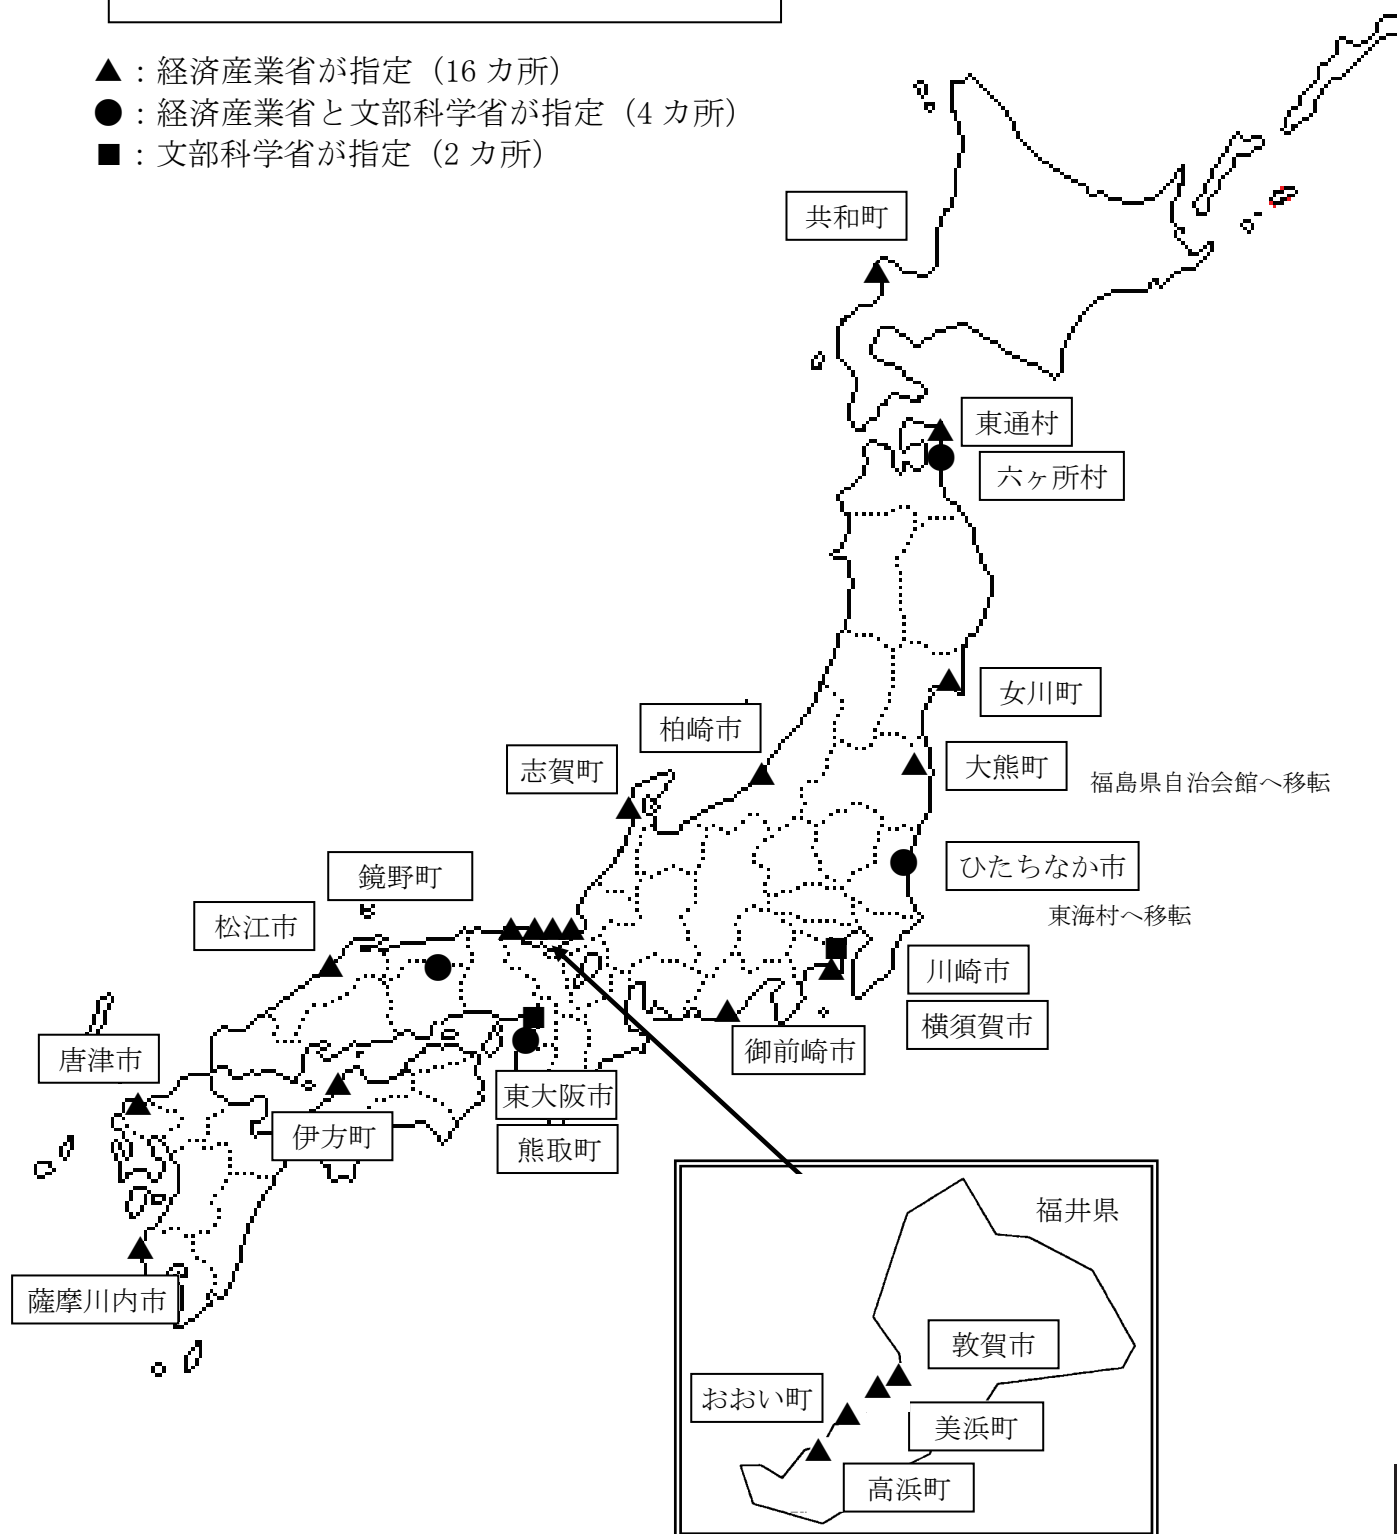 ▲：経済産業省が指定（16 カ所）
●：経済産業省と文部科学省が指定（4 カ所）
■：文部科学省が指定（2 カ所）
共和町
東通村
六ヶ所村
女川町
柏崎市
志賀町
大熊町
福島県自治会館へ移転
ひたちなか市
鏡野町
東海村へ移転
松江市
川崎市
横須賀市
御前崎市
唐津市
東大阪市
伊方町
熊取町
薩摩川内市
福井県
敦賀市
おおい町
美浜町
高浜町